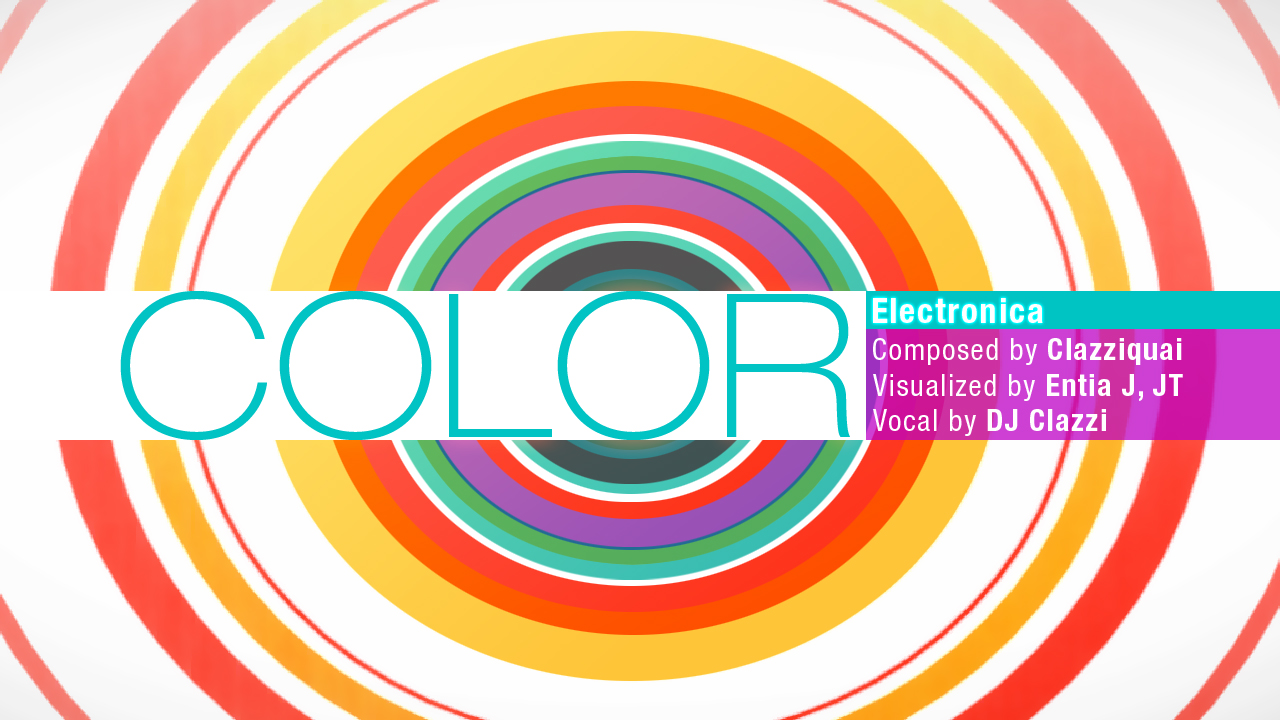 COLOR
Electronica
Composed by Clazziquai
Visualized by Entia J, JT
Vocal by DJ Clazzi